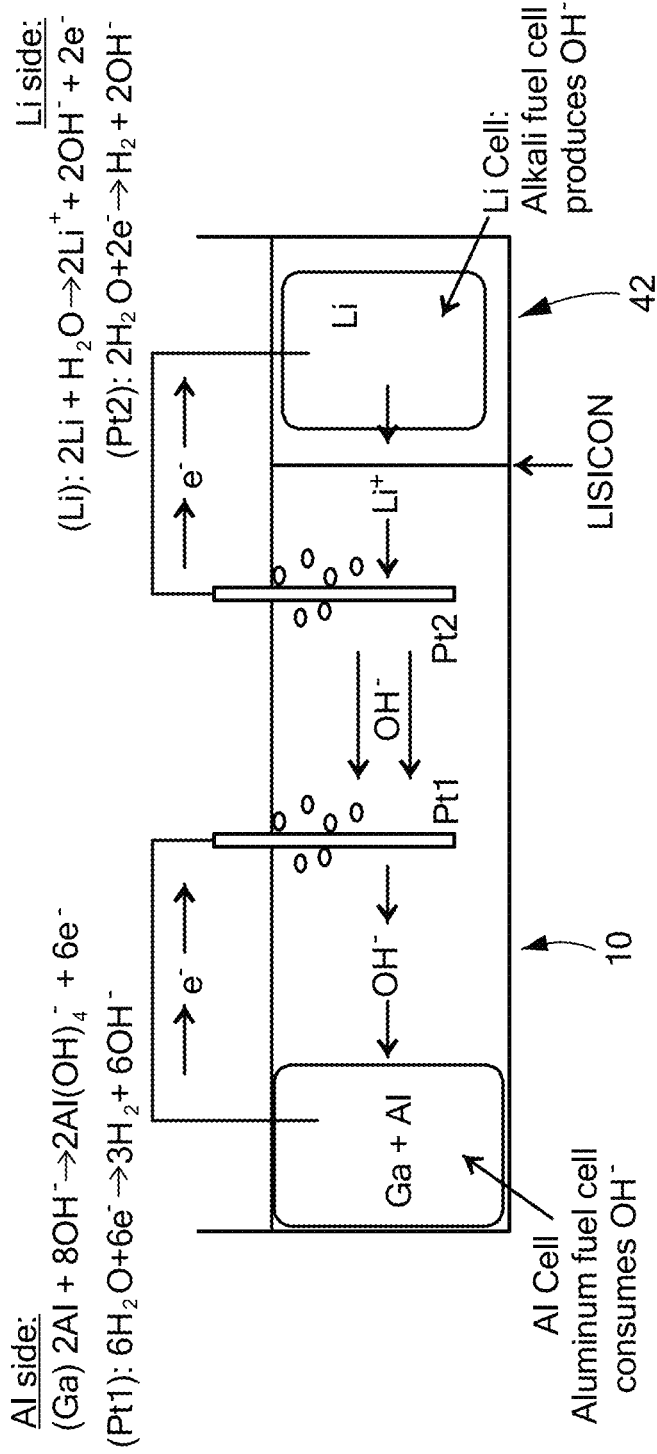 Al side:
(Ga) 2Al + 8OH⁻→2Al(OH)₄⁻ + 6e⁻
(Pt1): 6H₂O+6e⁻→3H₂+ 6OH⁻
Li side:
(Li): 2Li + H₂O→2Li⁺ + 2OH⁻ + 2e⁻
(Pt2): 2H₂O+2e⁻→H₂ + 2OH⁻
e⁻
e⁻
Ga + Al
OH⁻
Pt1
OH⁻
Pt2
Li⁺
Li
Al Cell
Aluminum fuel cell
consumes OH⁻
10
LISICON
42
Li Cell:
Alkali fuel cell
produces OH⁻